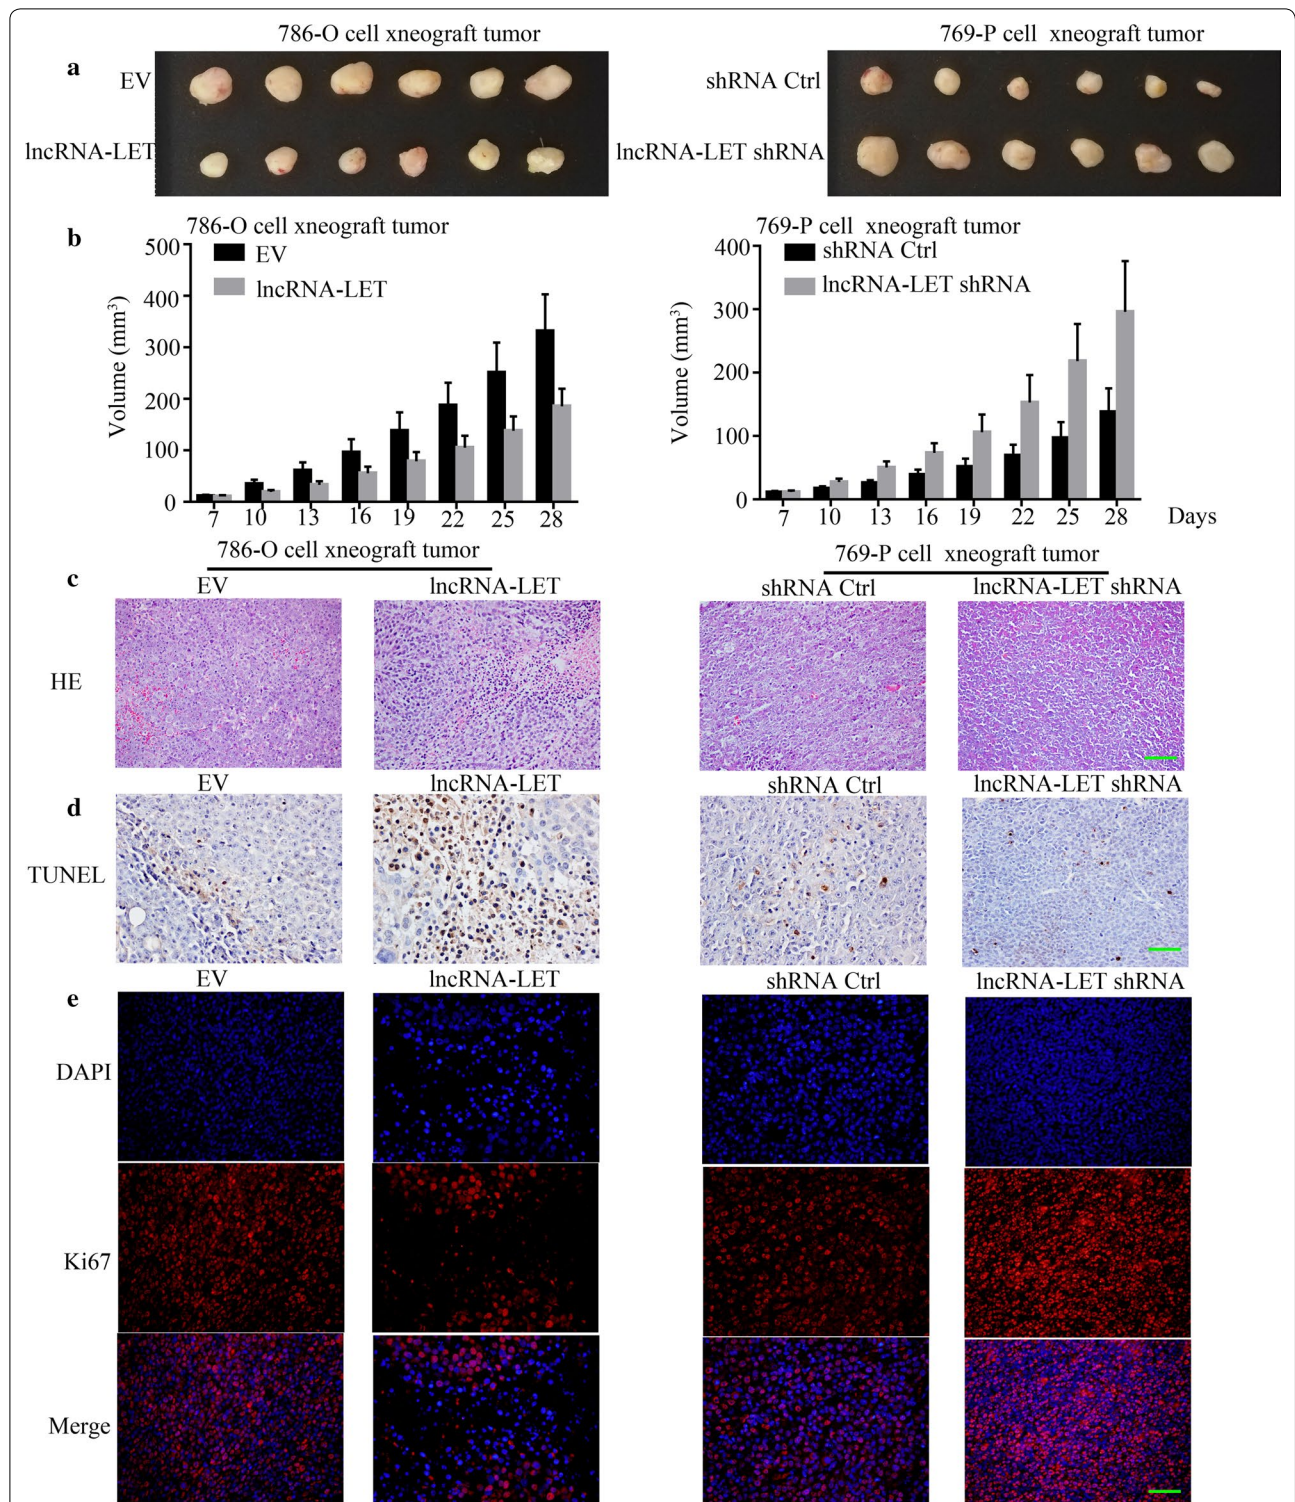 786-O cell xneograft tumor
769-P cell xneograft tumor
a
EV
shRNA Ctrl
lncRNA-LET
lncRNA-LET shRNA
b
786-O cell xneograft tumor
769-P cell xneograft tumor
EV
lncRNA-LET
shRNA Ctrl
lncRNA-LET shRNA
Volume (mm³)
500
400
300
200
100
0
7 10 13 16 19 22 25 28
Volume (mm³)
400
300
200
100
0
7 10 13 16 19 22 25 28 Days
786-O cell xneograft tumor
769-P cell xneograft tumor
c
EV
lncRNA-LET
shRNA Ctrl
lncRNA-LET shRNA
HE
EV
lncRNA-LET
shRNA Ctrl
lncRNA-LET shRNA
d
TUNEL
EV
lncRNA-LET
shRNA Ctrl
lncRNA-LET shRNA
e
DAPI
Ki67
Merge